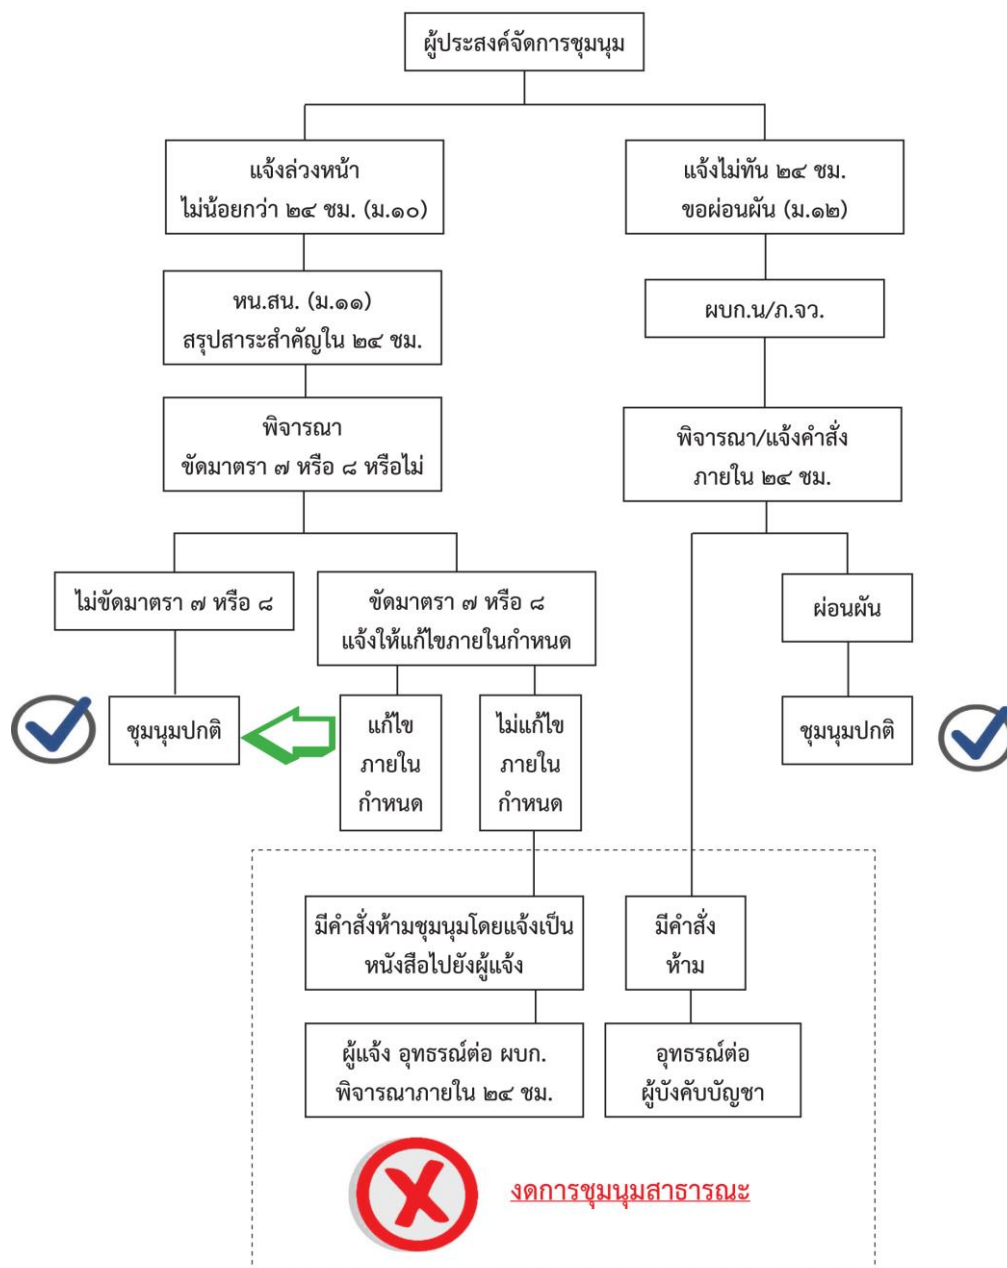 ผู้ประสงค์จัดการชุมนุม
แจ้งล่วงหน้า
ไม่น้อยกว่า ๒๔ ชม. (ม.๑๐)
แจ้งไม่ทัน ๒๔ ชม.
ขอผ่อนผัน (ม.๑๒)
หน.สน. (ม.๑๑)
สรุปสาระสำคัญใน ๒๔ ชม.
ผบก.น/ภ.จว.
พิจารณา
ขัดมาตรา ๗ หรือ ๘ หรือไม่
พิจารณา/แจ้งคำสั่ง
ภายใน ๒๔ ชม.
ไม่ขัดมาตรา ๗ หรือ ๘
ขัดมาตรา ๗ หรือ ๘
แจ้งให้แก้ไขภายในกำหนด
ผ่อนผัน
ชุมนุมปกติ
แก้ไข
ภายใน
กำหนด
ไม่แก้ไข
ภายใน
กำหนด
ชุมนุมปกติ
มีคำสั่งห้ามชุมนุมโดยแจ้งเป็น
หนังสือไปยังผู้แจ้ง
มีคำสั่ง
ห้าม
ผู้แจ้ง อุทธรณ์ต่อ ผบก.
พิจารณาภายใน ๒๔ ชม.
อุทธรณ์ต่อ
ผู้บังคับบัญชา
งดการชุมนุมสาธารณะ